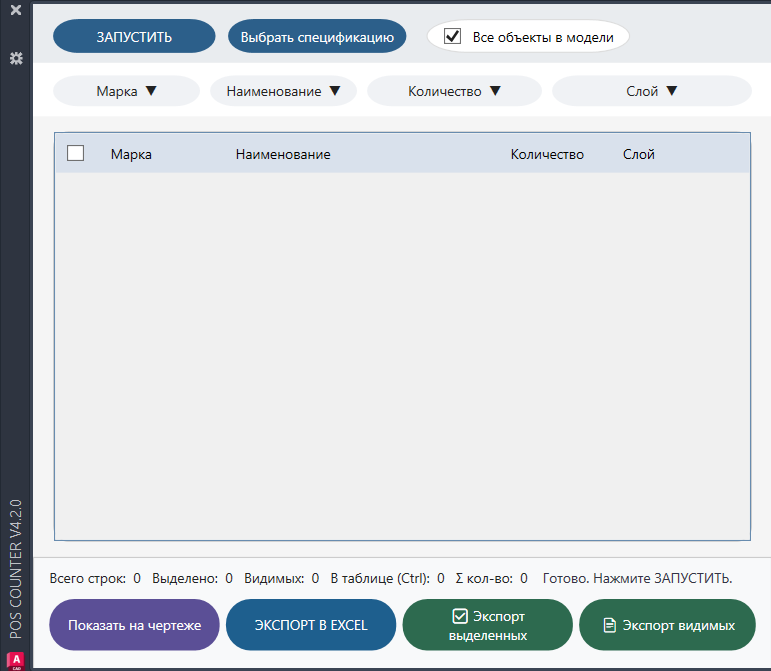 ЗАПУСТИТЬ Выбрать спецификацию Все объекты в модели
Марка ▼ Наименование ▼ Количество ▼ Слой ▼
Марка Наименование Количество Слой
Всего строк: 0 Выделено: 0 Видимых: 0 В таблице (Ctrl): 0 Σ кол-во: 0 Готово. Нажмите ЗАПУСТИТЬ.
Показать на чертеже
ЭКСПОРТ В EXCEL
Экспорт
выделенных
Экспорт видимых
POS COUNTER V4.2.0
A
CAD